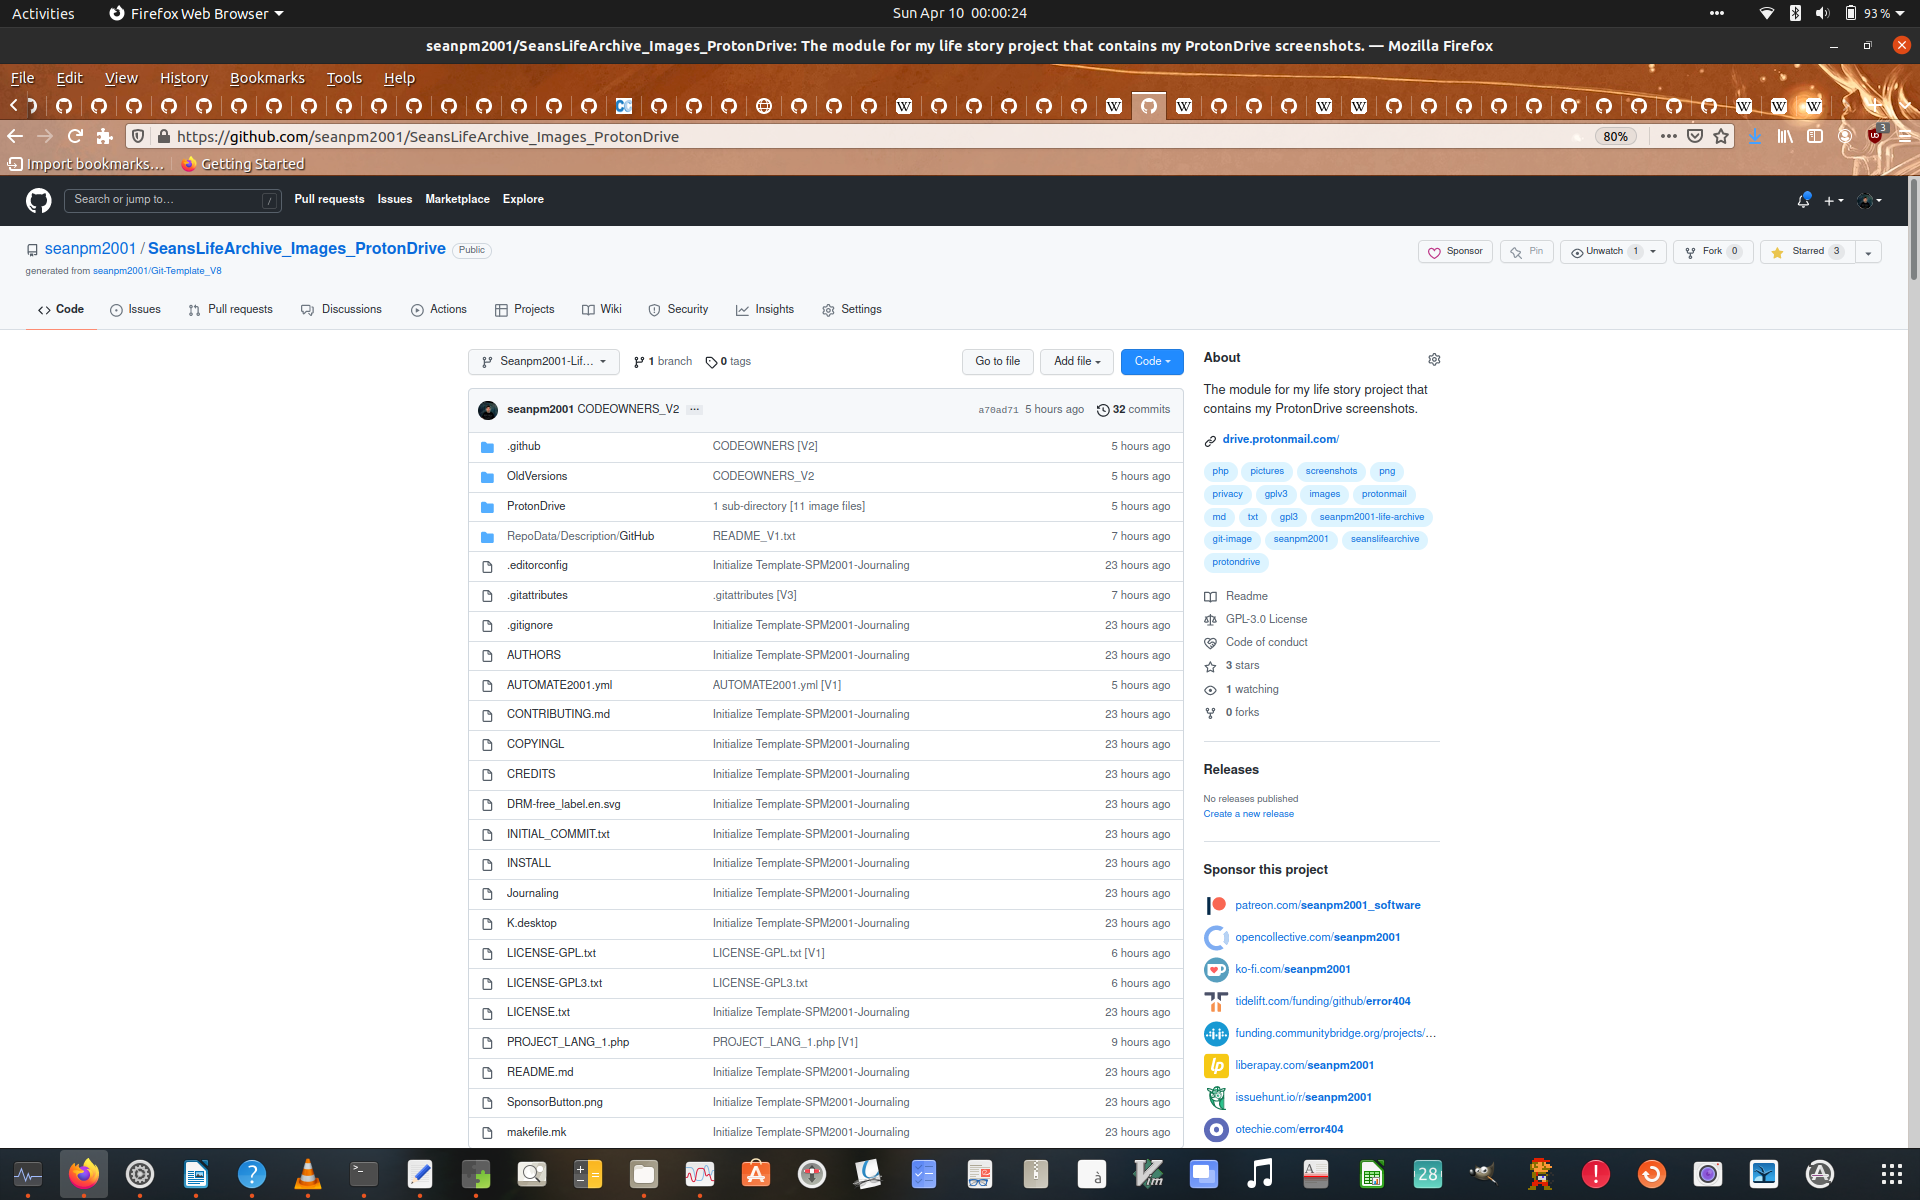 Activities Firefox Web Browser Sun Apr 10 00:00:24 93 %
seanpm2001/SeansLifeArchive_Images_ProtonDrive: The module for my life story project that contains my ProtonDrive screenshots. — Mozilla Firefox
File Edit View History Bookmarks Tools Help
https://github.com/seanpm2001/SeansLifeArchive_Images_ProtonDrive 80% 3
Import bookmarks… Getting Started
Search or jump to… / Pull requests Issues Marketplace Explore
seanpm2001 / SeansLifeArchive_Images_ProtonDrive Public Sponsor Pin Unwatch 1 Fork 0 Starred 3
generated from seanpm2001/Git-Template_V8
Code Issues Pull requests Discussions Actions Projects Wiki Security Insights Settings
Seanpm2001-Lif… 1 branch 0 tags Go to file Add file Code
seanpm2001 CODEOWNERS_V2 … a70ad71 5 hours ago 32 commits
.github CODEOWNERS [V2] 5 hours ago
OldVersions CODEOWNERS_V2 5 hours ago
ProtonDrive 1 sub-directory [11 image files] 5 hours ago
RepoData/Description/GitHub README_V1.txt 7 hours ago
.editorconfig Initialize Template-SPM2001-Journaling 23 hours ago
.gitattributes .gitattributes [V3] 7 hours ago
.gitignore Initialize Template-SPM2001-Journaling 23 hours ago
AUTHORS Initialize Template-SPM2001-Journaling 23 hours ago
AUTOMATE2001.yml AUTOMATE2001.yml [V1] 5 hours ago
CONTRIBUTING.md Initialize Template-SPM2001-Journaling 23 hours ago
COPYINGL Initialize Template-SPM2001-Journaling 23 hours ago
CREDITS Initialize Template-SPM2001-Journaling 23 hours ago
DRM-free_label.en.svg Initialize Template-SPM2001-Journaling 23 hours ago
INITIAL_COMMIT.txt Initialize Template-SPM2001-Journaling 23 hours ago
INSTALL Initialize Template-SPM2001-Journaling 23 hours ago
Journaling Initialize Template-SPM2001-Journaling 23 hours ago
K.desktop Initialize Template-SPM2001-Journaling 23 hours ago
LICENSE-GPL.txt LICENSE-GPL.txt [V1] 6 hours ago
LICENSE-GPL3.txt LICENSE-GPL3.txt 6 hours ago
LICENSE.txt Initialize Template-SPM2001-Journaling 23 hours ago
PROJECT_LANG_1.php PROJECT_LANG_1.php [V1] 9 hours ago
README.md Initialize Template-SPM2001-Journaling 23 hours ago
SponsorButton.png Initialize Template-SPM2001-Journaling 23 hours ago
makefile.mk Initialize Template-SPM2001-Journaling 23 hours ago
About
The module for my life story project that
contains my ProtonDrive screenshots.
drive.protonmail.com/
php pictures screenshots png
privacy gplv3 images protonmail
md txt gpl3 seanpm2001-life-archive
git-image seanpm2001 seanslifearchive
protondrive
Readme
GPL-3.0 License
Code of conduct
3 stars
1 watching
0 forks
Releases
No releases published
Create a new release
Sponsor this project
patreon.com/seanpm2001_software
opencollective.com/seanpm2001
ko-fi.com/seanpm2001
tidelift.com/funding/github/error404
funding.communitybridge.org/projects/…
liberapay.com/seanpm2001
issuehunt.io/r/seanpm2001
otechie.com/error404
28